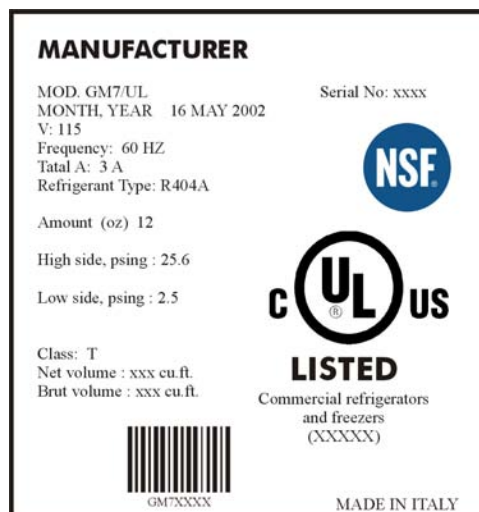 MANUFACTURER
MOD. GM7/UL
Serial No: xxxx
MONTH, YEAR 16 MAY 2002
V: 115
Frequency: 60 HZ
Tatal A: 3 A
Refrigerant Type: R404A
NSF®
Amount (oz) 12
High side, psing : 25.6
Low side, psing : 2.5
C UL® US
LISTED
Class: T
Net volume : xxx cu.ft.
Brut volume : xxx cu.ft.
Commercial refrigerators
and freezers
(XXXXX)
GM7XXXX
MADE IN ITALY